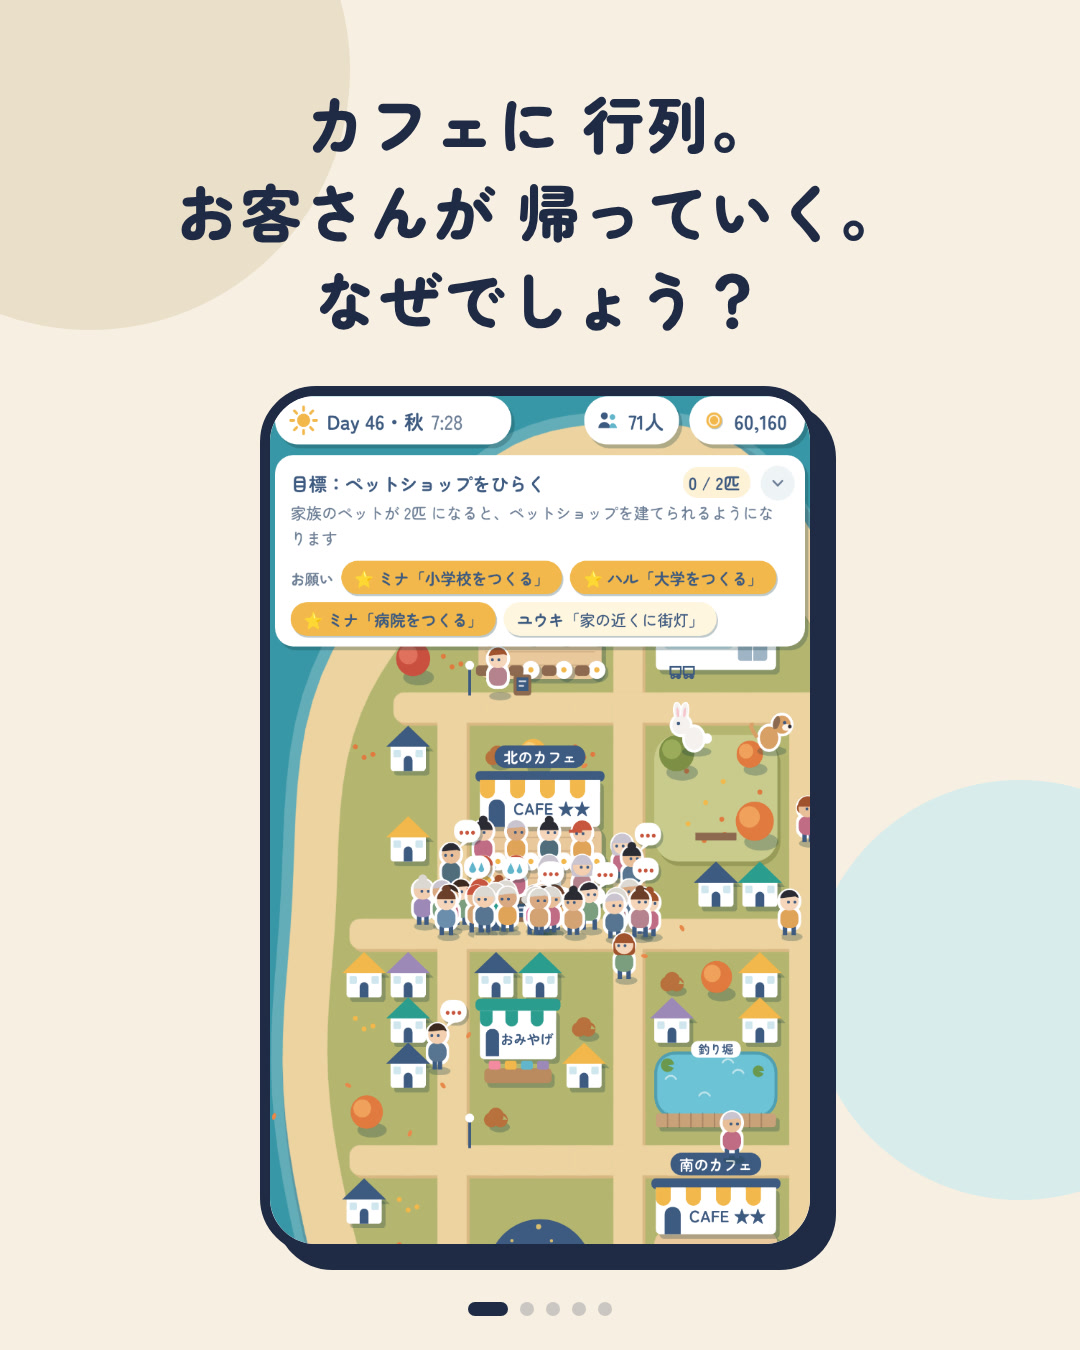 カフェに 行列。
お客さんが 帰っていく。
なぜでしょう？
Day 46・秋 7:28
71人
60,160
目標：ペットショップをひらく
0 / 2匹
家族のペットが 2匹 になると、ペットショップを建てられるようにな
ります
お願い ミナ「小学校をつくる」 ハル「大学をつくる」
ミナ「病院をつくる」 ユウキ「家の近くに街灯」
北のカフェ
CAFE ★★
おみやげ
釣り堀
南のカフェ
CAFE ★★